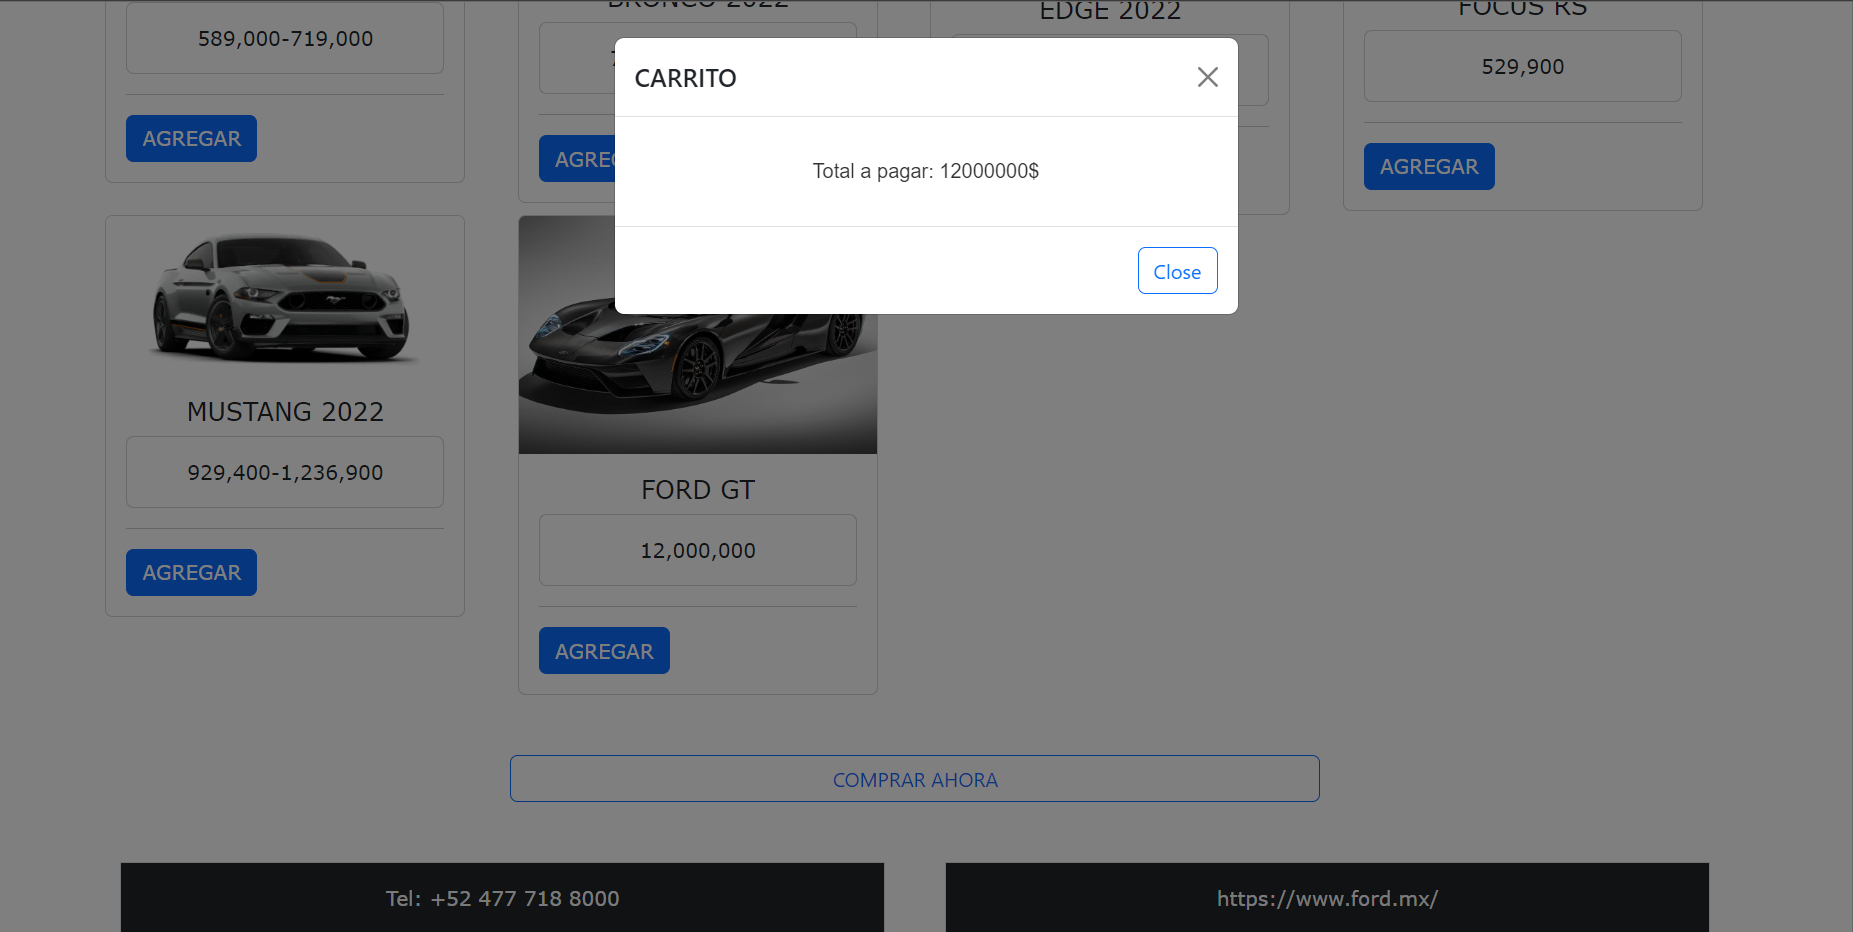 BRONCO 2022
EDGE 2022
FOCUS RS
589,000-719,000
529,900
CARRITO
AGREGAR
AGREG
AGREGAR
Total a pagar: 12000000$
Close
MUSTANG 2022
929,400-1,236,900
AGREGAR
FORD GT
12,000,000
AGREGAR
COMPRAR AHORA
Tel: +52 477 718 8000
https://www.ford.mx/